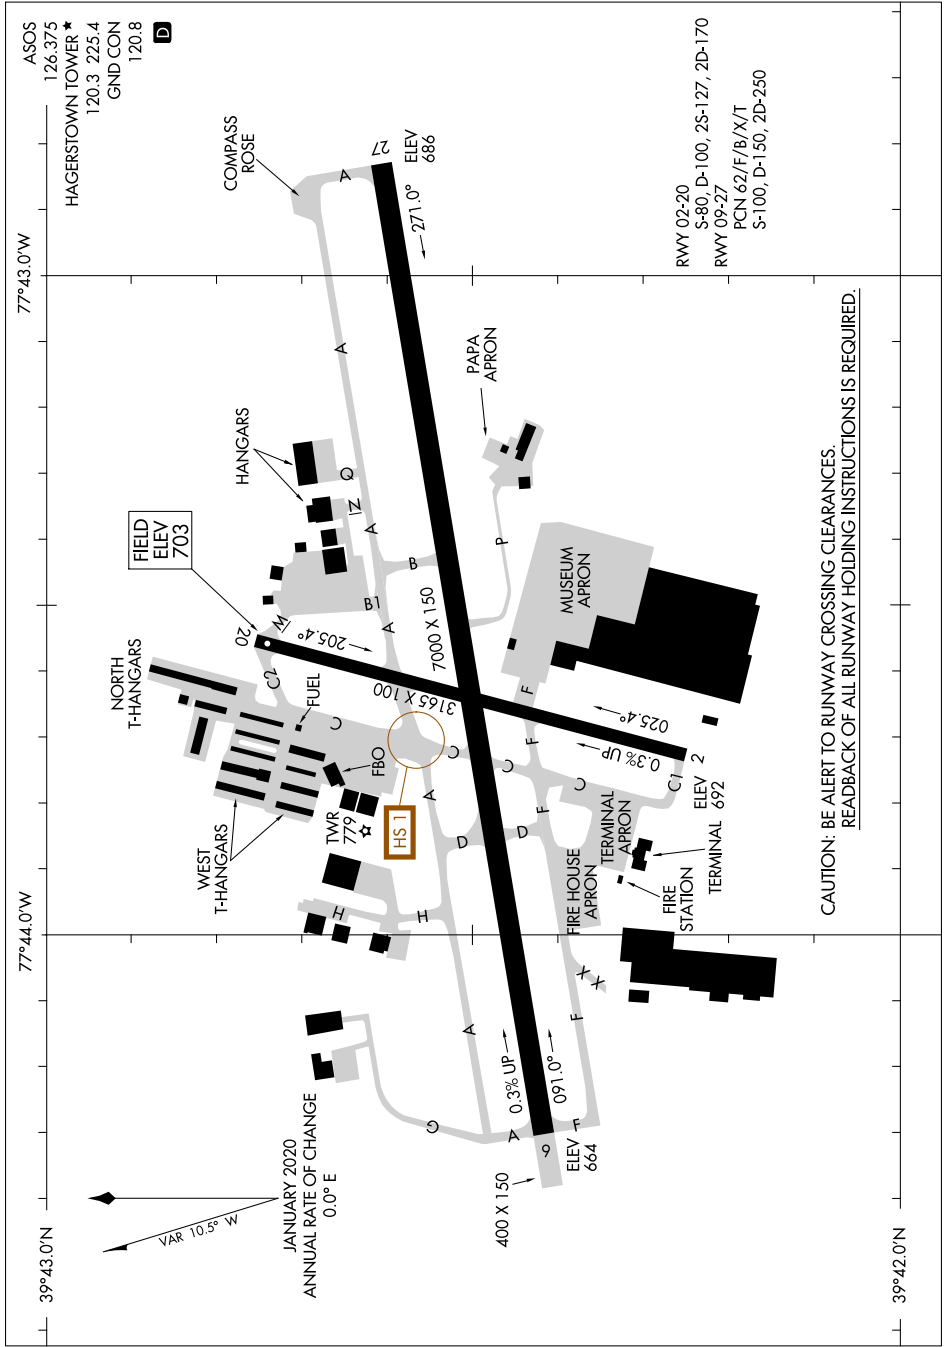 ASOS
126.375
HAGERSTOWN TOWER ★
120.3 225.4
GND CON
120.8
D
77°43.0'W
77°44.0'W
39°43.0'N
39°42.0'N
COMPASS
ROSE
A
27
ELEV
686
271.0°
A
HANGARS
Q
N
A
PAPA
APRON
P
FIELD
ELEV
703
B
B1
A
W
20
205.4°
7000 X 150
3165 X 100
MUSEUM
APRON
NORTH
T-HANGARS
C2
C
FUEL
FBO
HS 1
TWR
779
WEST
T-HANGARS
C
C
C
A
F
F
F
D
D
025.4°
0.3% UP
2
C1
ELEV
692
TERMINAL
APRON
TERMINAL
FIRE HOUSE
APRON
FIRE
STATION
H
H
X
X
A
F
G
A
F
0.3% UP
091.0°
9
ELEV
664
400 X 150
JANUARY 2020
ANNUAL RATE OF CHANGE
0.0° E
VAR 10.5° W
RWY 02-20
S-80, D-100, 2S-127, 2D-170
RWY 09-27
PCN 62/F/B/X/T
S-100, D-150, 2D-250
CAUTION: BE ALERT TO RUNWAY CROSSING CLEARANCES.
READBACK OF ALL RUNWAY HOLDING INSTRUCTIONS IS REQUIRED.